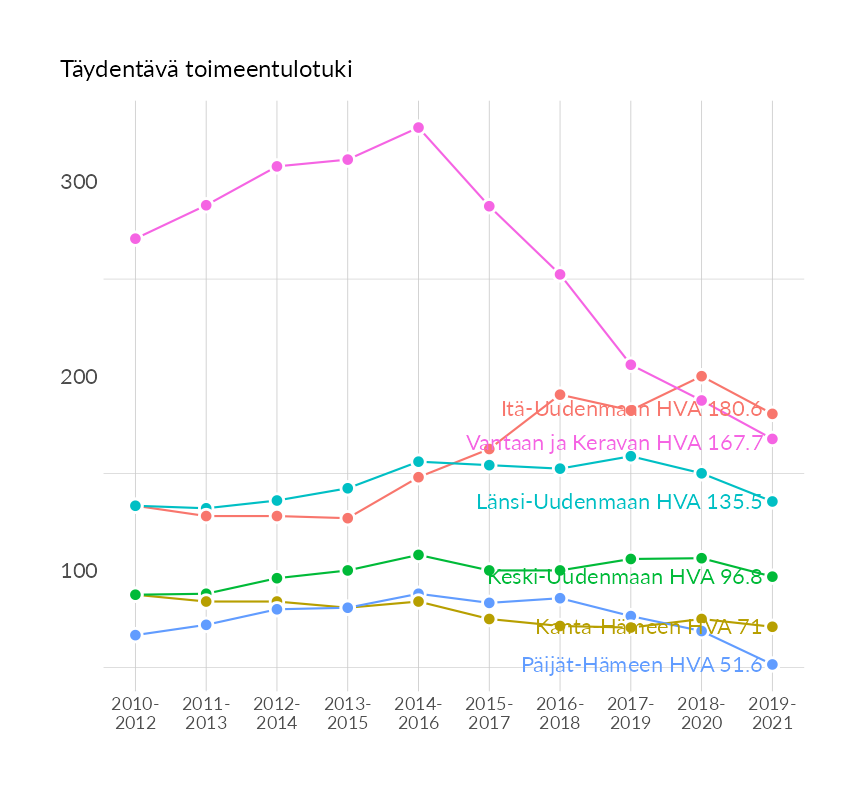 Täydentävä toimeentulotuki
300
200
100
Itä-Uudenmaan HVA 180.6
Vantaan ja Keravan HVA 167.7
Länsi-Uudenmaan HVA 135.5
Keski-Uudenmaan HVA 96.8
Kanta-Hämeen HVA 71
Päijät-Hämeen HVA 51.6
2010- 2011- 2012- 2013- 2014- 2015- 2016- 2017- 2018- 2019-
2012 2013 2014 2015 2016 2017 2018 2019 2020 2021